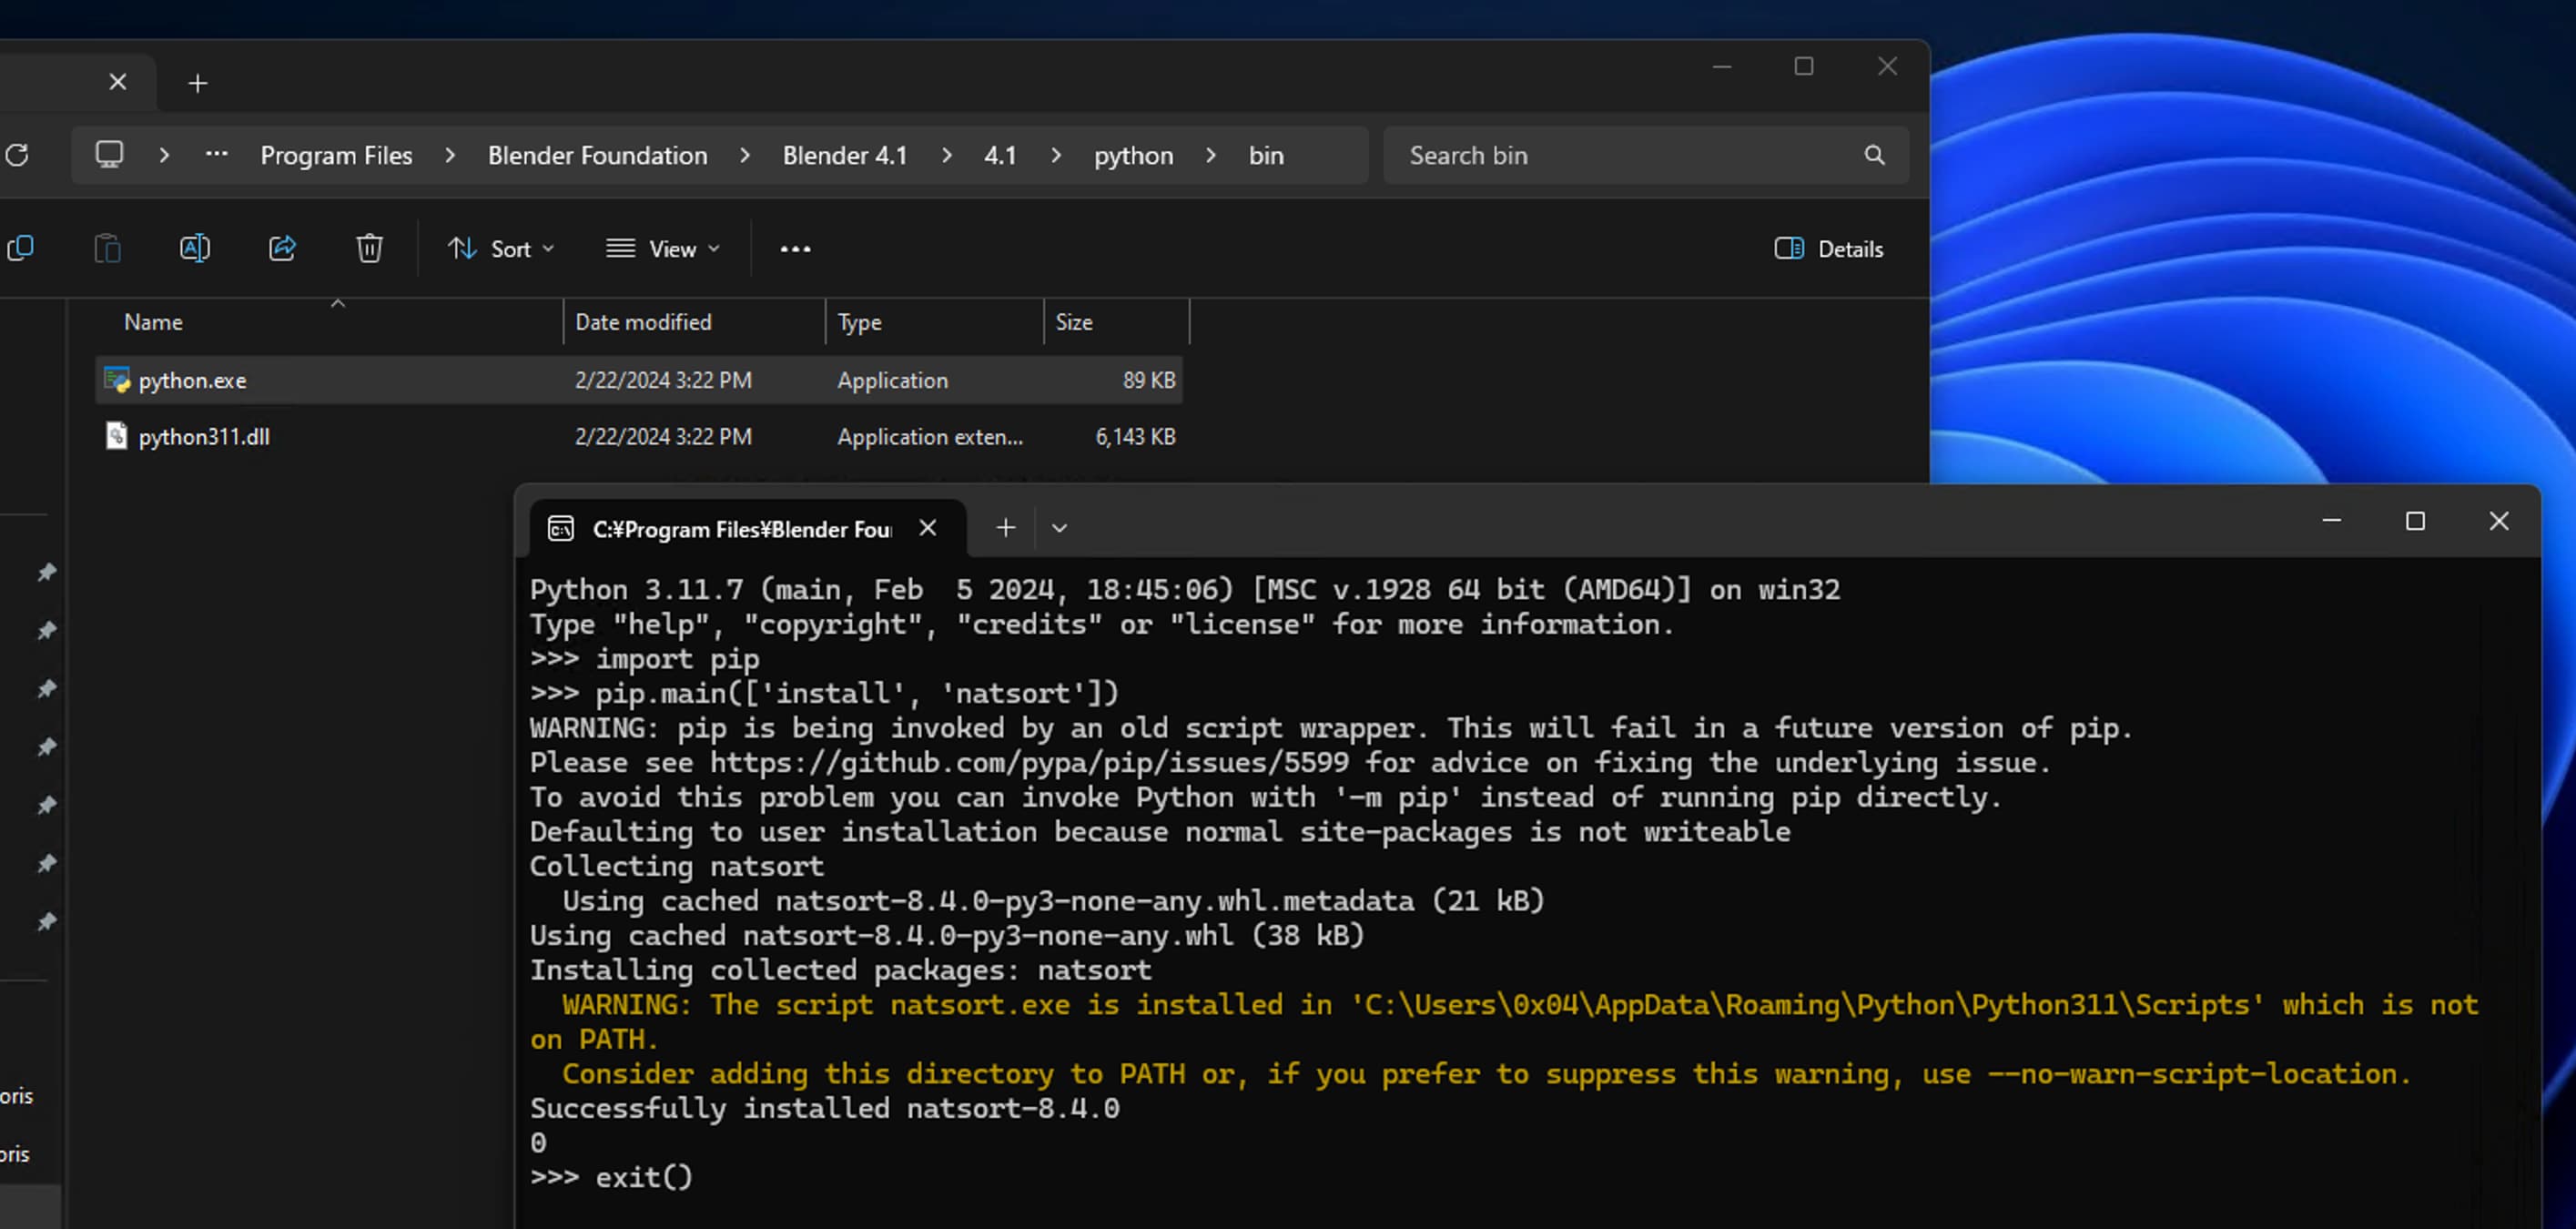 Program Files > Blender Foundation > Blender 4.1 > 4.1 > python > bin
Search bin
Sort
View
Details
Name Date modified Type Size
python.exe 2/22/2024 3:22 PM Application 89 KB
python311.dll 2/22/2024 3:22 PM Application exten... 6,143 KB
oris
oris
C:¥Program Files¥Blender Fou
Python 3.11.7 (main, Feb  5 2024, 18:45:06) [MSC v.1928 64 bit (AMD64)] on win32
Type "help", "copyright", "credits" or "license" for more information.
>>> import pip
>>> pip.main(['install', 'natsort'])
WARNING: pip is being invoked by an old script wrapper. This will fail in a future version of pip.
Please see https://github.com/pypa/pip/issues/5599 for advice on fixing the underlying issue.
To avoid this problem you can invoke Python with '-m pip' instead of running pip directly.
Defaulting to user installation because normal site-packages is not writeable
Collecting natsort
  Using cached natsort-8.4.0-py3-none-any.whl.metadata (21 kB)
Using cached natsort-8.4.0-py3-none-any.whl (38 kB)
Installing collected packages: natsort
  WARNING: The script natsort.exe is installed in 'C:\Users\0x04\AppData\Roaming\Python\Python311\Scripts' which is not
on PATH.
  Consider adding this directory to PATH or, if you prefer to suppress this warning, use --no-warn-script-location.
Successfully installed natsort-8.4.0
0
>>> exit()